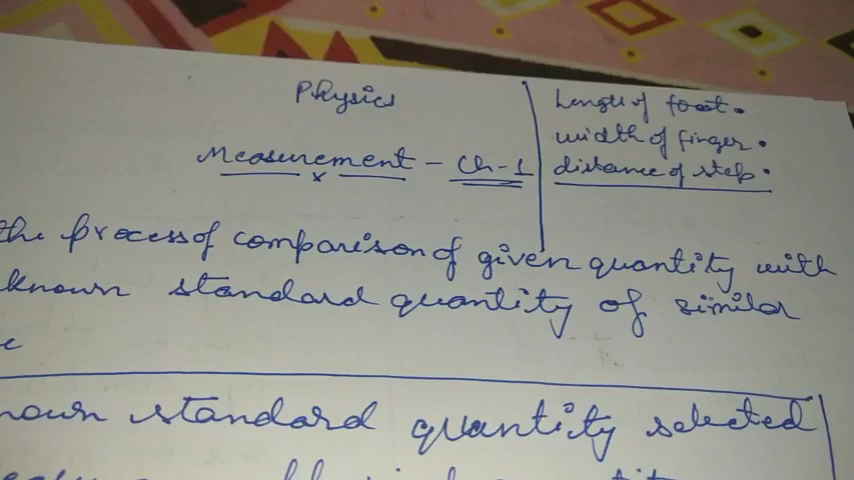 Physics
Measurement - Ch-1
Length of foot.
width of finger.
distance of step.
the process of comparison of given quantity with
known standard quantity of similar
nown standard quantity selected